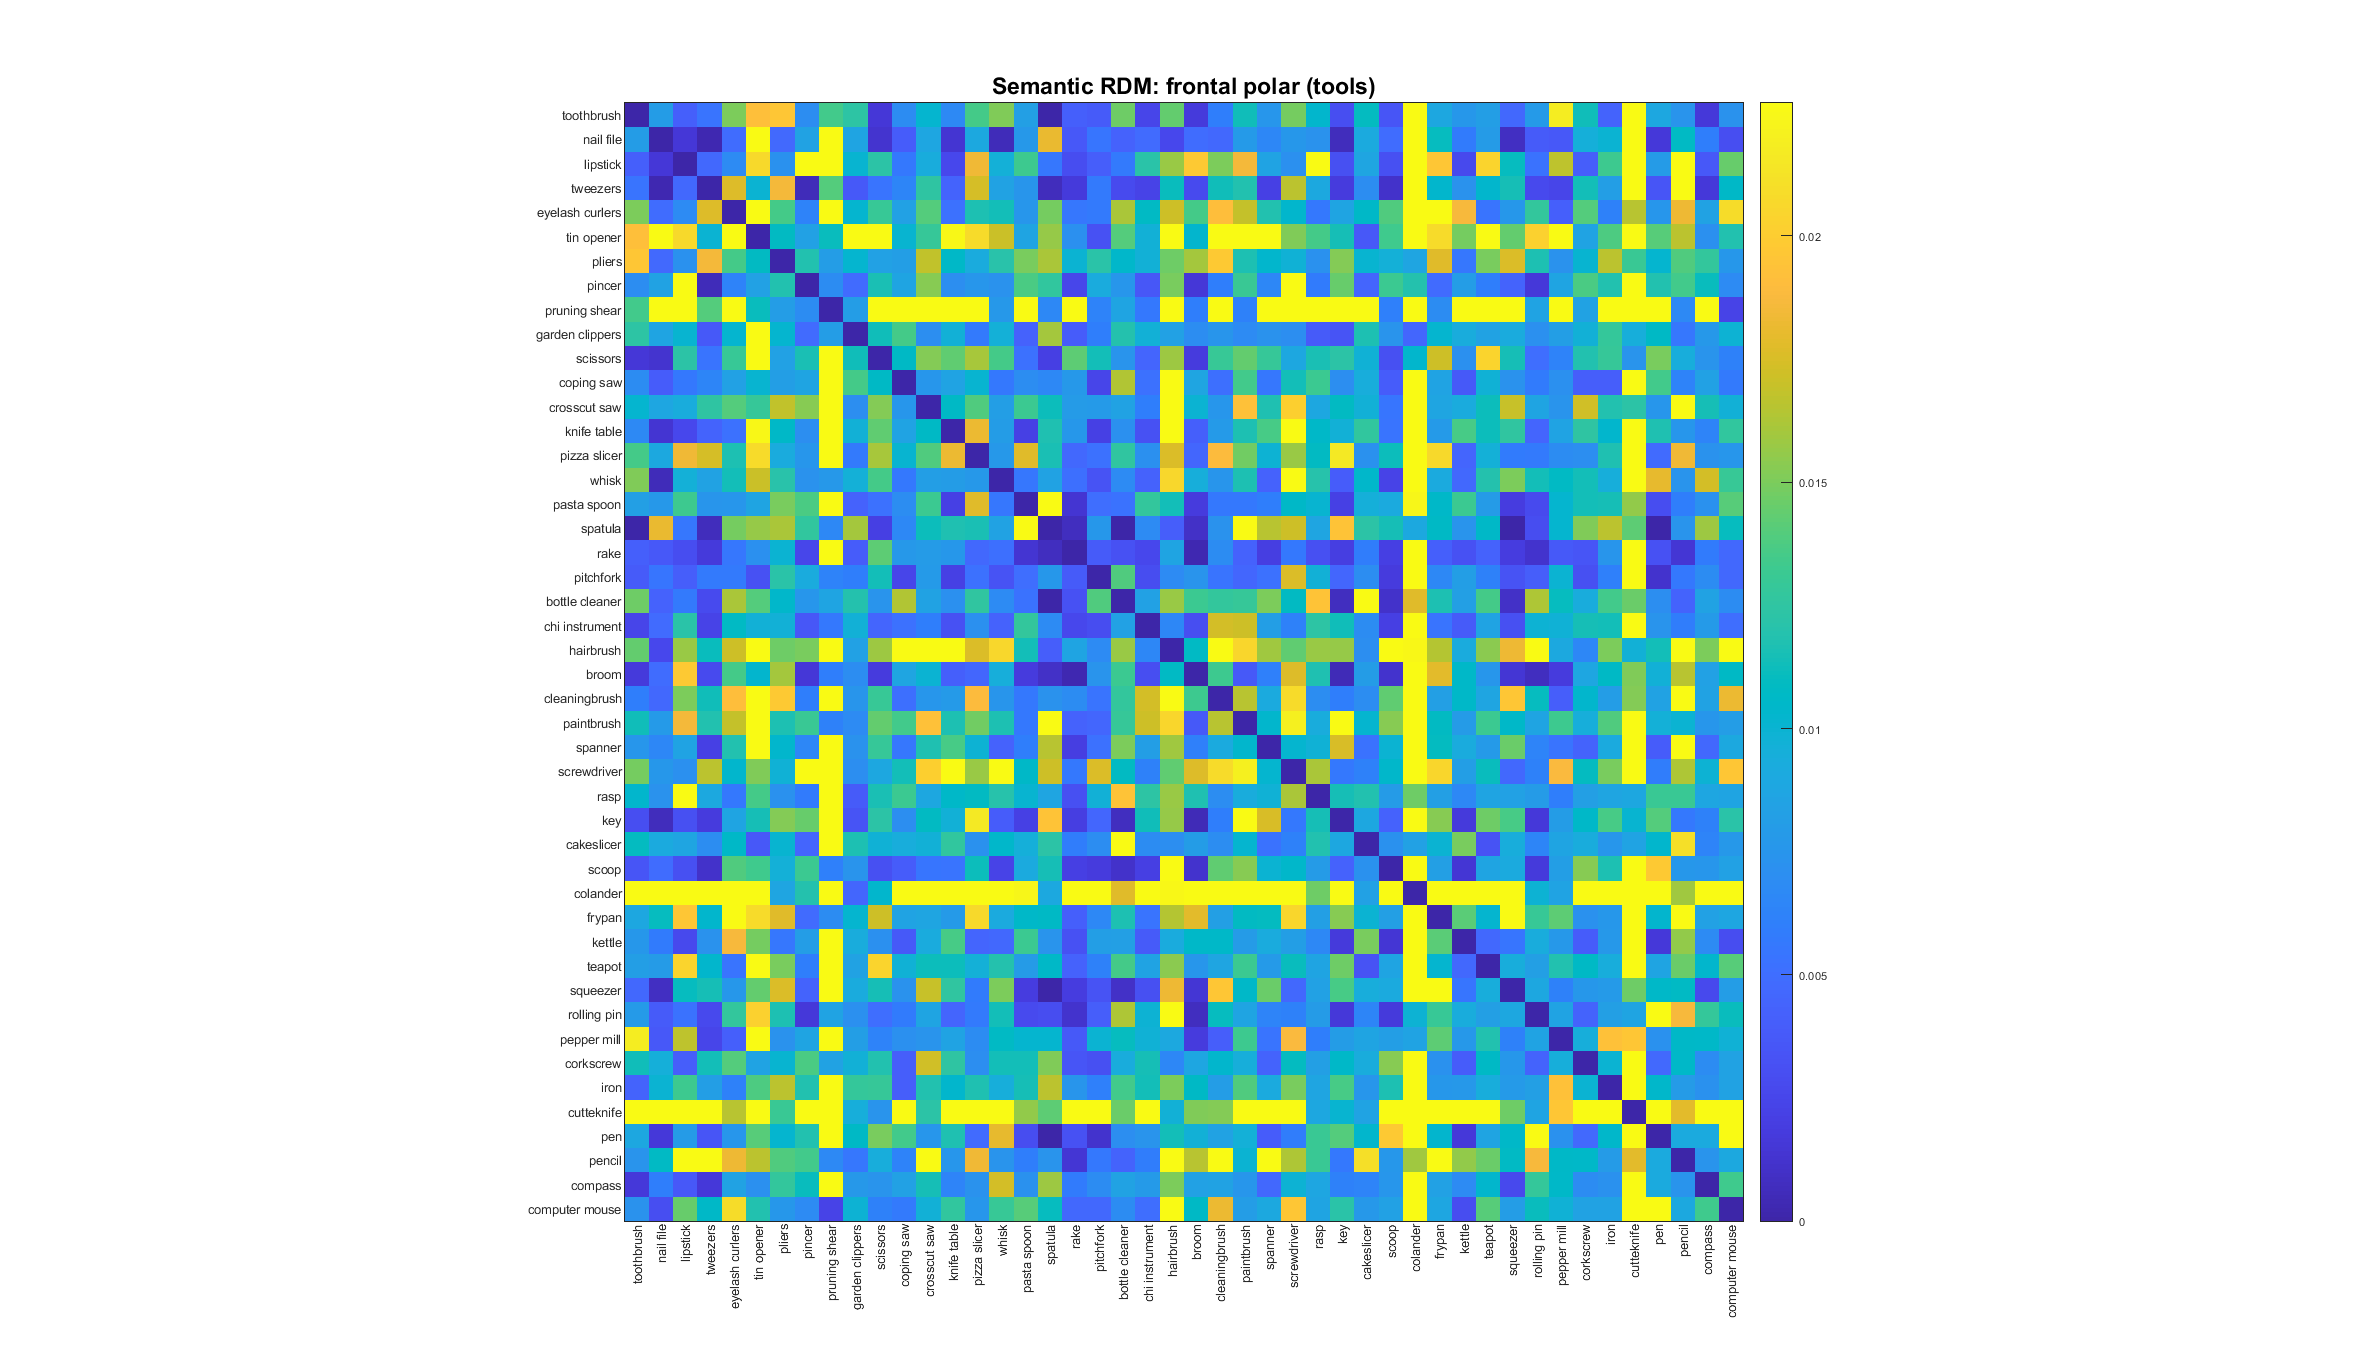 Semantic RDM: frontal polar (tools)
toothbrush
nail file
lipstick
tweezers
eyelash curlers
tin opener
pliers
pincer
pruning shear
garden clippers
scissors
coping saw
crosscut saw
knife table
pizza slicer
whisk
pasta spoon
spatula
rake
pitchfork
bottle cleaner
chi instrument
hairbrush
broom
cleaningbrush
paintbrush
spanner
screwdriver
rasp
key
cakeslicer
scoop
colander
frypan
kettle
teapot
squeezer
rolling pin
pepper mill
corkscrew
iron
cutteknife
pen
pencil
compass
computer mouse
0.02
0.015
0.01
0.005
0
toothbrush
nail file
lipstick
tweezers
eyelash curlers
tin opener
pliers
pincer
pruning shear
garden clippers
scissors
coping saw
crosscut saw
knife table
pizza slicer
whisk
pasta spoon
spatula
rake
pitchfork
bottle cleaner
chi instrument
hairbrush
broom
cleaningbrush
paintbrush
spanner
screwdriver
rasp
key
cakeslicer
scoop
colander
frypan
kettle
teapot
squeezer
rolling pin
pepper mill
corkscrew
iron
cutteknife
pen
pencil
compass
computer mouse